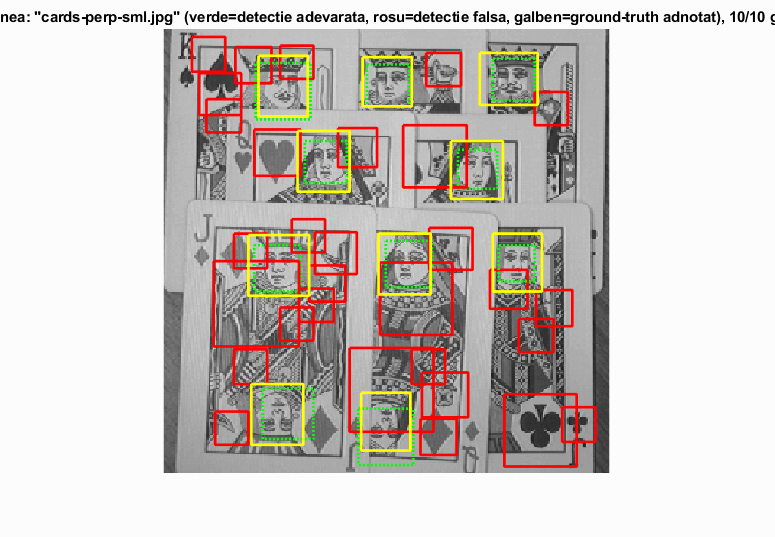 nea: "cards-perp-sml.jpg" (verde=detectie adevarata, rosu=detectie falsa, galben=ground-truth adnotat), 10/10 g
K
Q
J
Q